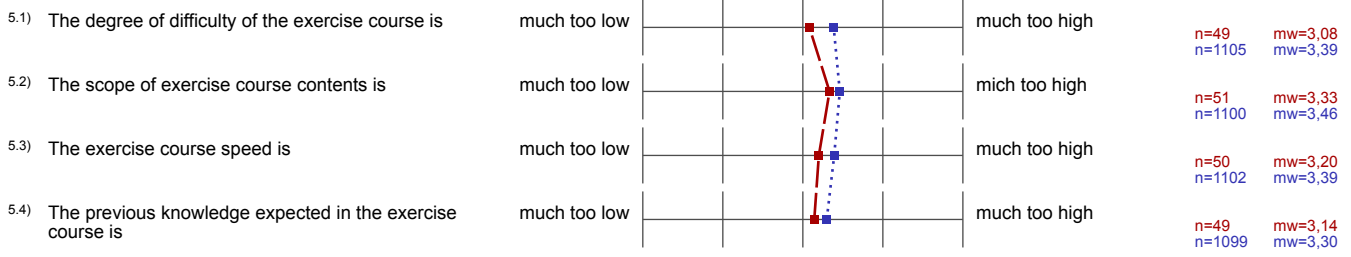 5.1) The degree of difficulty of the exercise course is much too low much too high
n=49 mw=3,08
n=1105 mw=3,39
5.2) The scope of exercise course contents is much too low mich too high
n=51 mw=3,33
n=1100 mw=3,46
5.3) The exercise course speed is much too low much too high
n=50 mw=3,20
n=1102 mw=3,39
5.4) The previous knowledge expected in the exercise much too low much too high
course is
n=49 mw=3,14
n=1099 mw=3,30